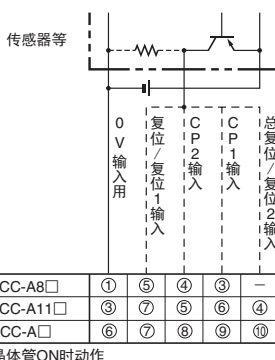 传感器等
0V输入用
复位/复位1输入
CP2输入
CP1输入
总复位/复位2输入
CC-A8□ ① ⑤ ④ ③ −
CC-A11□ ③ ⑦ ⑤ ⑥ ④
CC-A□ ⑥ ⑦ ⑧ ⑨ ⑩
晶体管ON时动作